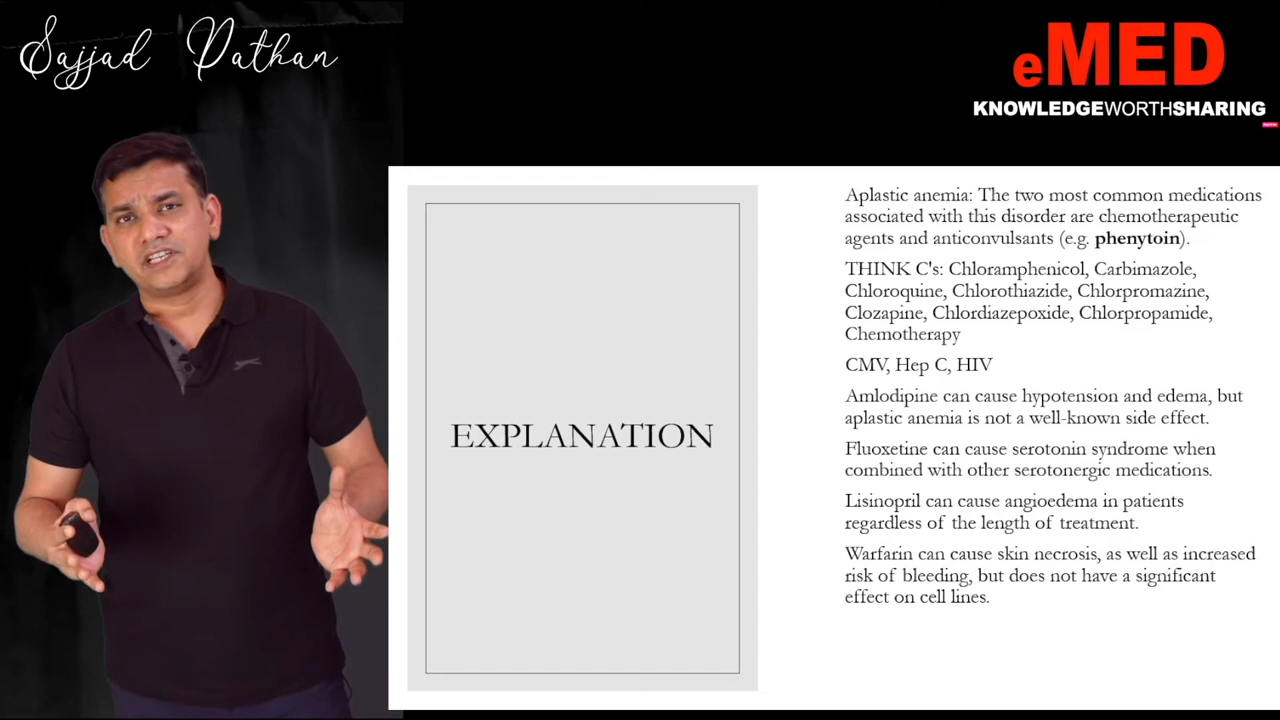 Sajjad Pathan
eMED
KNOWLEDGEWORTHSHARING
EXPLANATION
Aplastic anemia: The two most common medications
associated with this disorder are chemotherapeutic
agents and anticonvulsants (e.g. phenytoin).
THINK C's: Chloramphenicol, Carbimazole,
Chloroquine, Chlorothiazide, Chlorpromazine,
Clozapine, Chlordiazepoxide, Chlorpropamide,
Chemotherapy
CMV, Hep C, HIV
Amlodipine can cause hypotension and edema, but
aplastic anemia is not a well-known side effect.
Fluoxetine can cause serotonin syndrome when
combined with other serotonergic medications.
Lisinopril can cause angioedema in patients
regardless of the length of treatment.
Warfarin can cause skin necrosis, as well as increased
risk of bleeding, but does not have a significant
effect on cell lines.